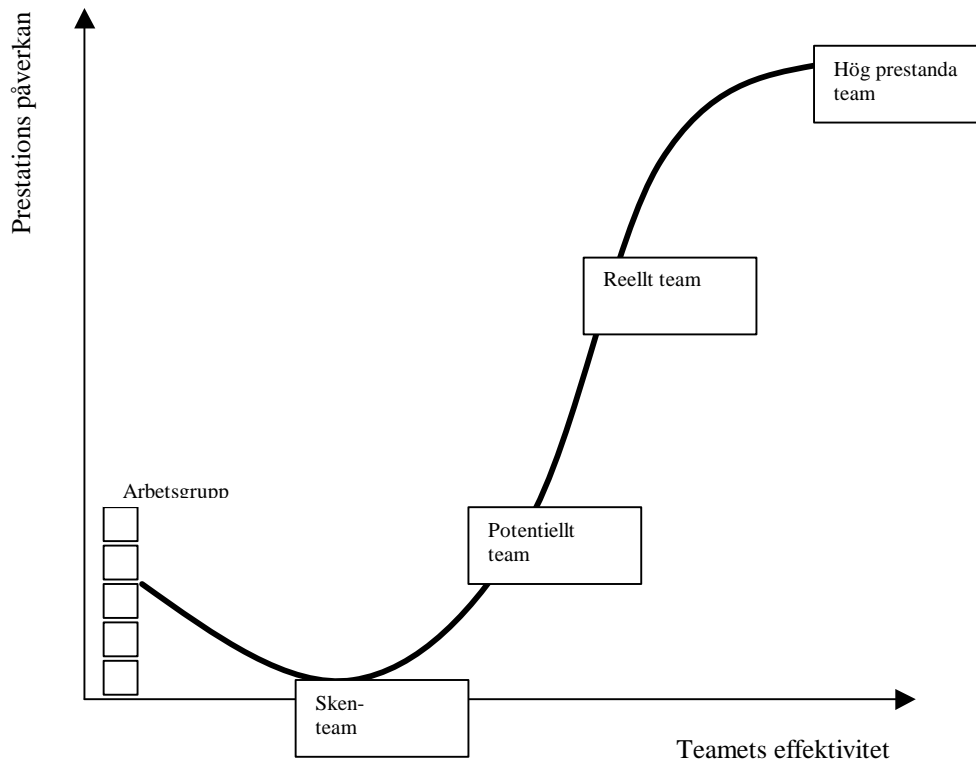 Prestations påverkan
Hög prestanda
team
Reellt team
Arbetsgrupp
Potentiellt
team
Sken-
team
Teamets effektivitet